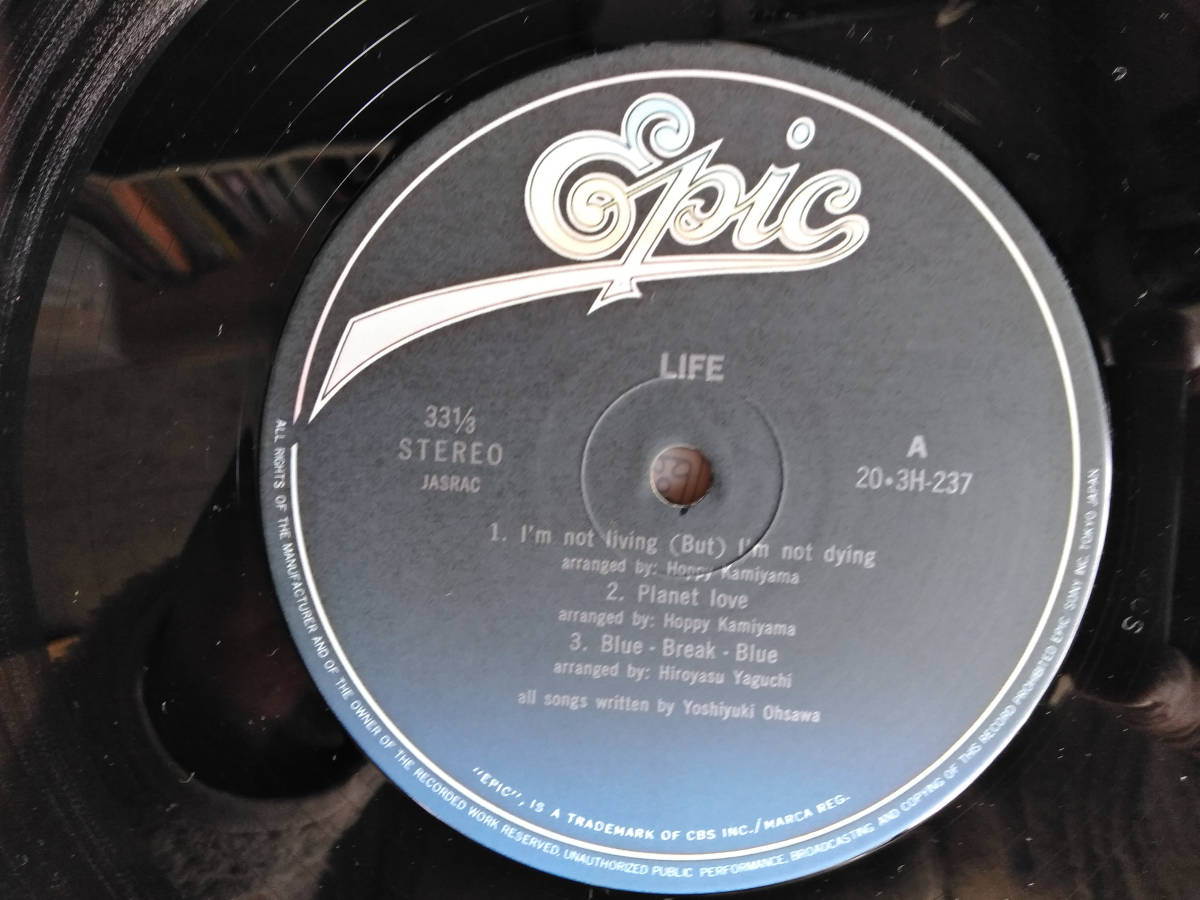 Epic
LIFE
33⅓
STEREO
JASRAC
A
20•3H-237
1. I'm not living (But) I'm not dying
arranged by: Hoppy Kamiyama
2. Planet love
arranged by: Hoppy Kamiyama
3. Blue - Break - Blue
arranged by: Hiroyasu Yaguchi
all songs written by Yoshiyuki Ohsawa
"EPIC", IS A TRADEMARK OF CBS INC./MARCA REG.
ALL RIGHTS OF THE MANUFACTURER AND OF THE OWNER OF THE RECORDED WORK RESERVED. UNAUTHORIZED PUBLIC PERFORMANCE, BROADCASTING AND COPYING OF THIS RECORD PROHIBITED EPIC SONY INC. TOKYO JAPAN